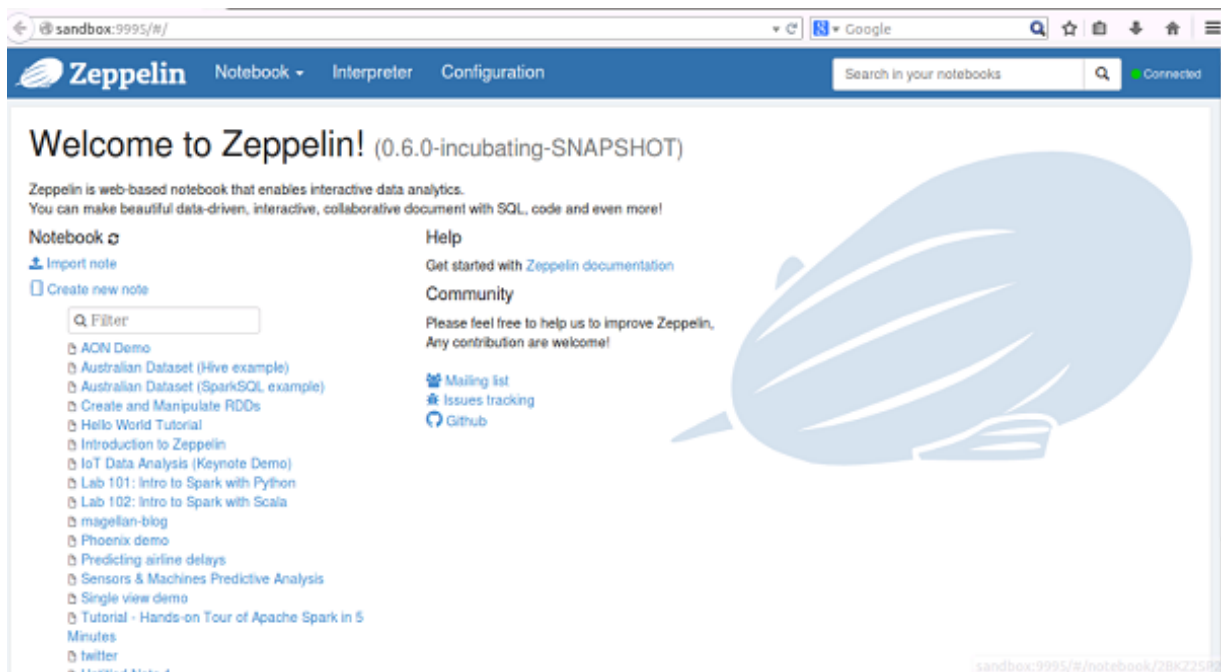 sandbox:9995/#/
Google
Zeppelin Notebook Interpreter Configuration Search in your notebooks Connected
Welcome to Zeppelin! (0.6.0-incubating-SNAPSHOT)
Zeppelin is web-based notebook that enables interactive data analytics.
You can make beautiful data-driven, interactive, collaborative document with SQL, code and even more!
Notebook
Import note
Create new note
Filter
AON Demo
Australian Dataset (Hive example)
Australian Dataset (SparkSQL example)
Create and Manipulate RDDs
Hello World Tutorial
Introduction to Zeppelin
IoT Data Analysis (Keynote Demo)
Lab 101: Intro to Spark with Python
Lab 102: Intro to Spark with Scala
magellan-blog
Phoenix demo
Predicting airline delays
Sensors & Machines Predictive Analysis
Single view demo
Tutorial - Hands-on Tour of Apache Spark in 5
Minutes
twitter
Help
Get started with Zeppelin documentation
Community
Please feel free to help us to improve Zeppelin,
Any contribution are welcome!
Mailing list
Issues tracking
Github